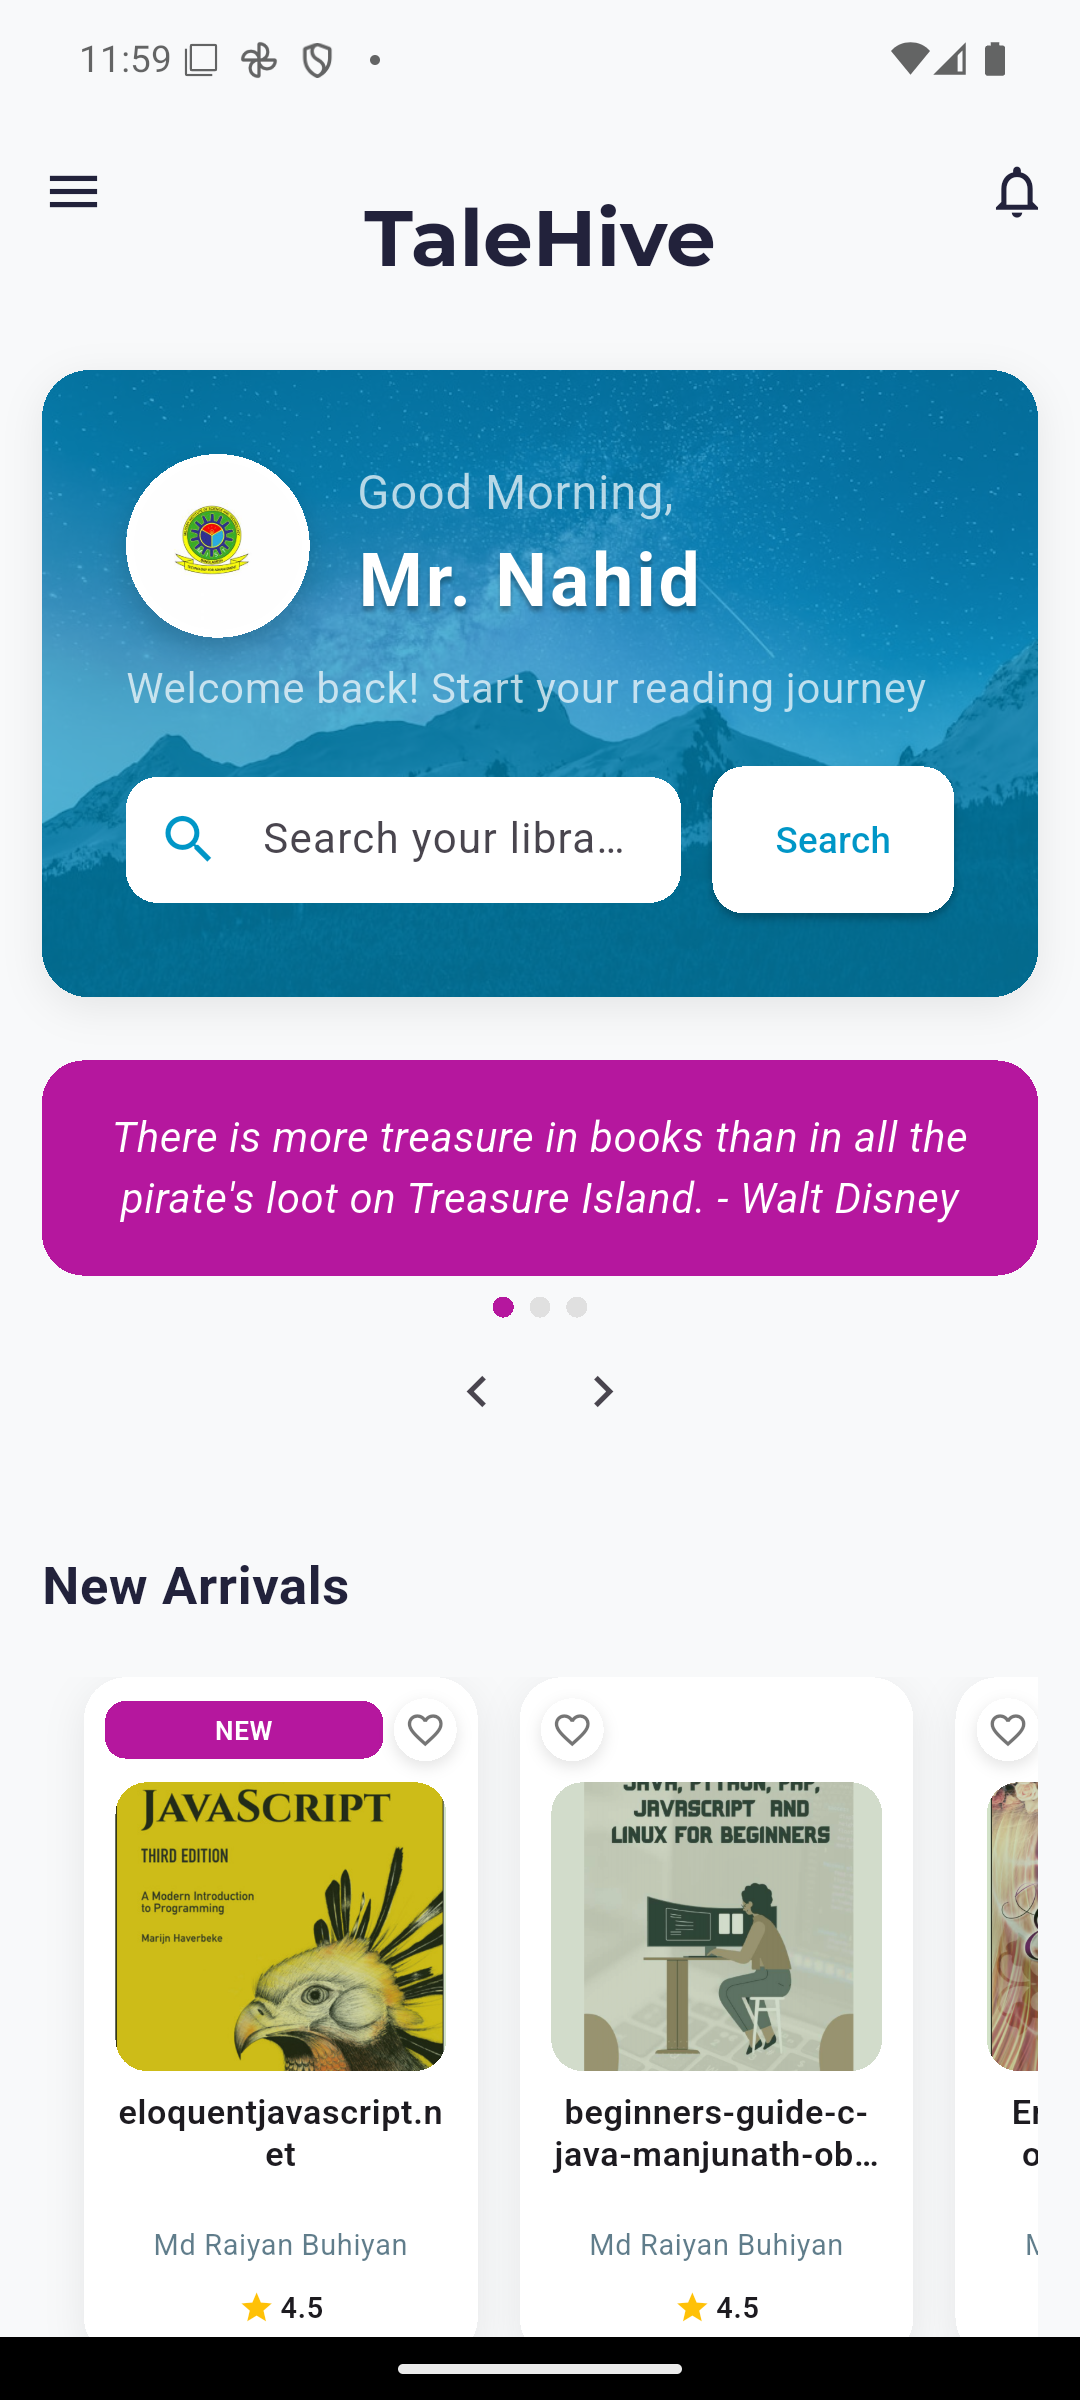 11:59
TaleHive
Good Morning,
Mr. Nahid
Welcome back! Start your reading journey
Search your libra…
Search
There is more treasure in books than in all the
pirate's loot on Treasure Island. - Walt Disney
New Arrivals
NEW
JAVASCRIPT
THIRD EDITION
A Modern Introduction
to Programming
Marijn Haverbeke
eloquentjavascript.n
et
Md Raiyan Buhiyan
4.5
JAVA, PYTHON, PHP,
JAVASCRIPT AND
LINUX FOR BEGINNERS
beginners-guide-c-
java-manjunath-ob…
Md Raiyan Buhiyan
4.5